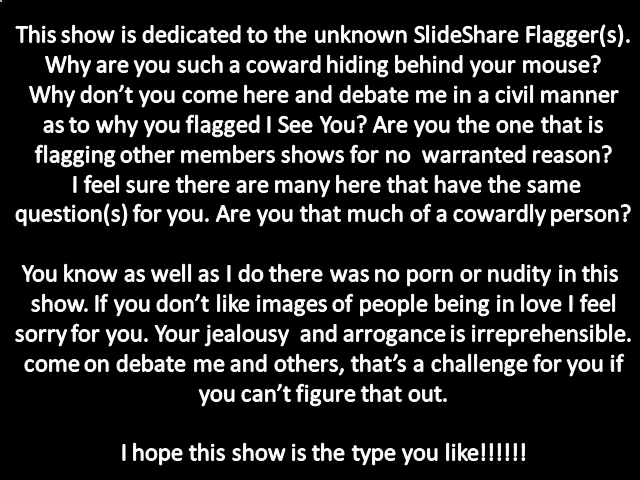 This show is dedicated to the unknown SlideShare Flagger(s).
Why are you such a coward hiding behind your mouse?
Why don’t you come here and debate me in a civil manner
as to why you flagged I See You? Are you the one that is
flagging other members shows for no  warranted reason?
I feel sure there are many here that have the same
question(s) for you. Are you that much of a cowardly person?
You know as well as I do there was no porn or nudity in this
show. If you don’t like images of people being in love I feel
sorry for you. Your jealousy  and arrogance is irreprehensible.
come on debate me and others, that’s a challenge for you if
you can’t figure that out.
I hope this show is the type you like!!!!!!